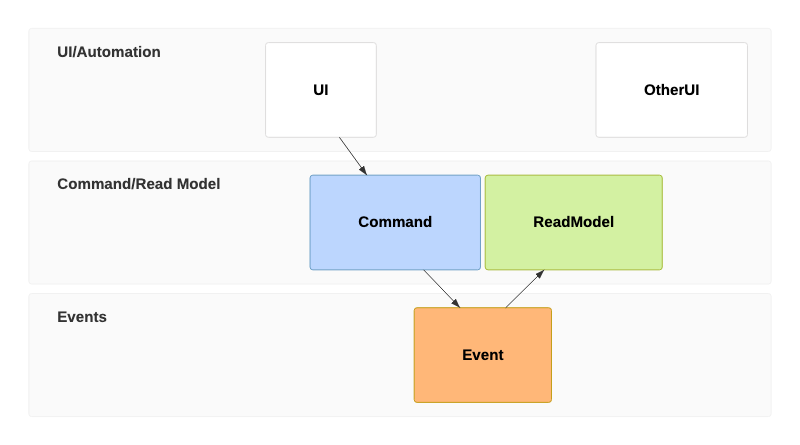 UI/Automation
UI
OtherUI
Command/Read Model
Command
ReadModel
Events
Event